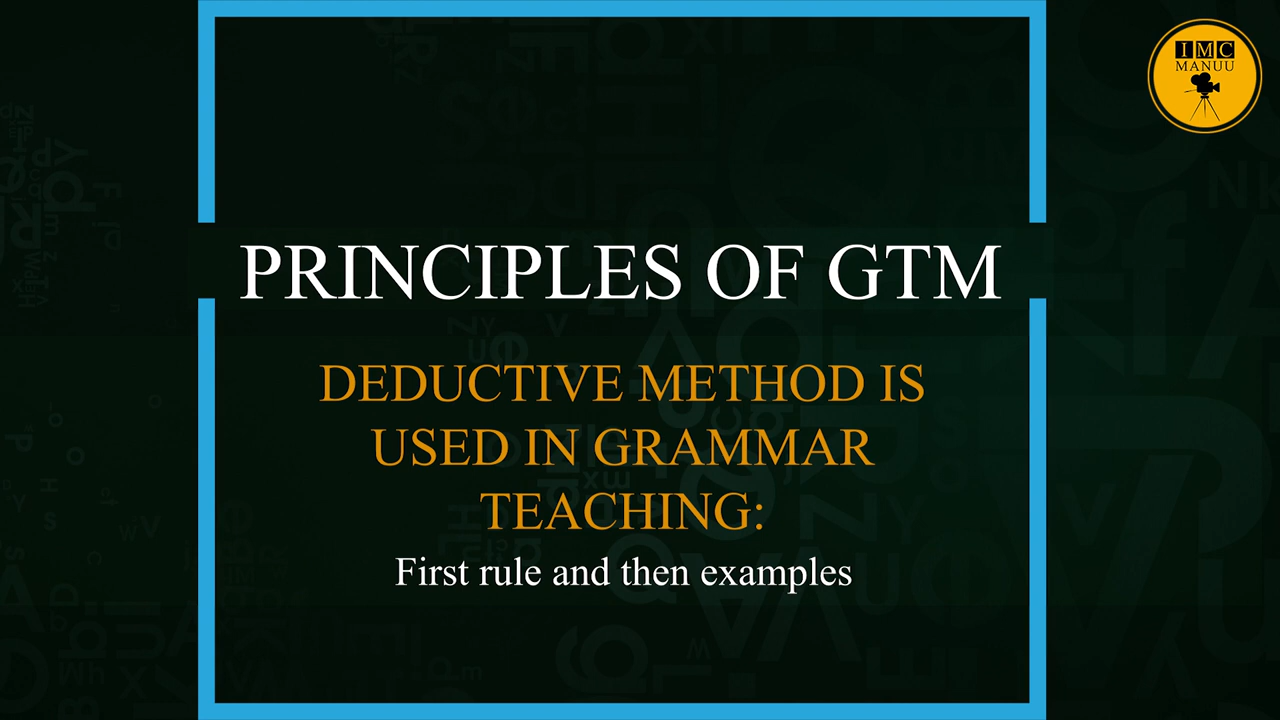 IMC
MANUU
PRINCIPLES OF GTM
DEDUCTIVE METHOD IS
USED IN GRAMMAR
TEACHING:
First rule and then examples